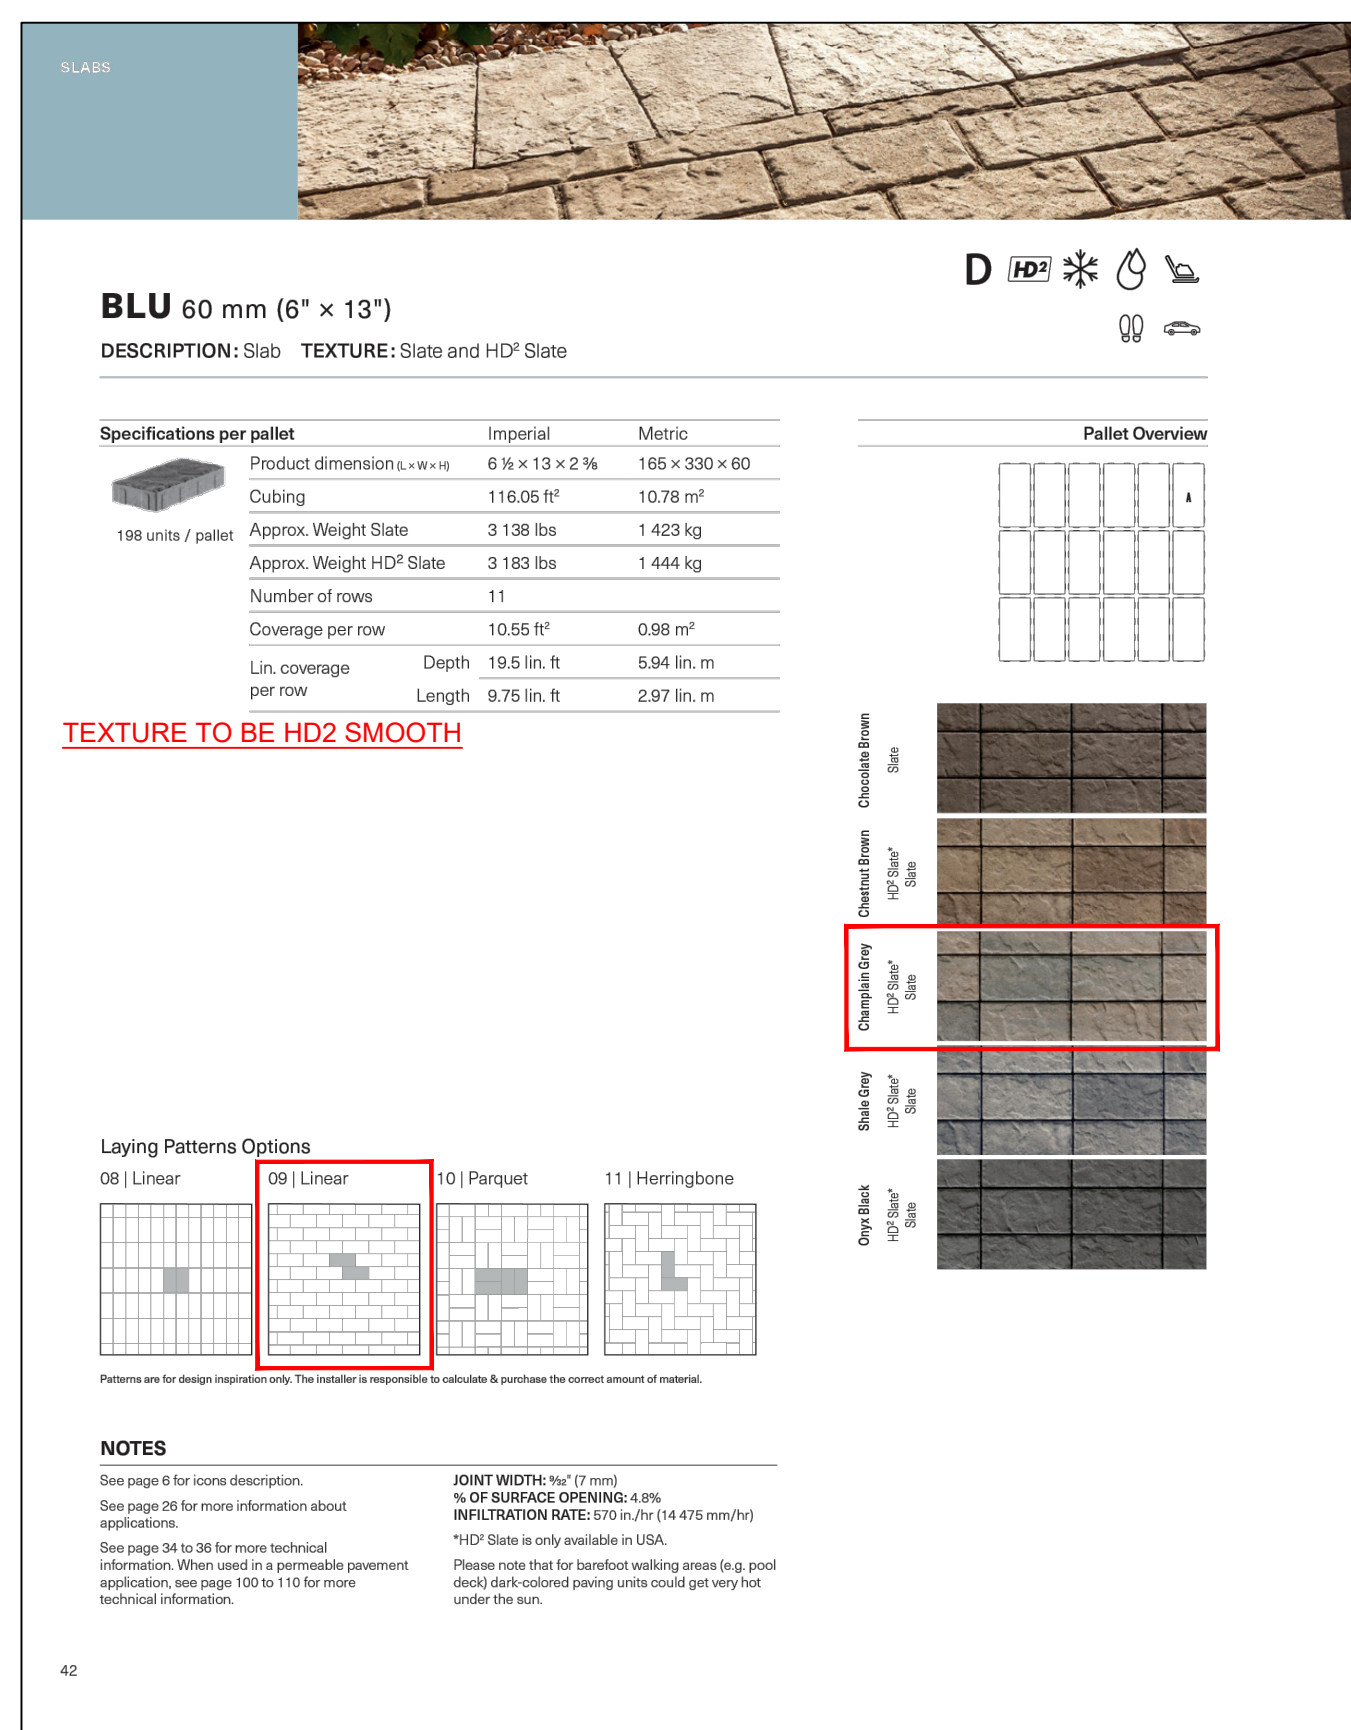 SLABS
D HD²
BLU 60 mm (6" × 13")
DESCRIPTION: Slab TEXTURE: Slate and HD² Slate
Specifications per pallet Imperial Metric
Product dimension (L × W × H) 6 ½ × 13 × 2 ⅜ 165 × 330 × 60
Cubing 116.05 ft² 10.78 m²
198 units / pallet
Approx. Weight Slate 3 138 lbs 1 423 kg
Approx. Weight HD² Slate 3 183 lbs 1 444 kg
Number of rows 11
Coverage per row 10.55 ft² 0.98 m²
Lin. coverage
per row
Depth 19.5 lin. ft 5.94 lin. m
Length 9.75 lin. ft 2.97 lin. m
TEXTURE TO BE HD2 SMOOTH
Pallet Overview
A
Chocolate Brown
Slate
Chestnut Brown
HD² Slate*
Slate
Champlain Grey
HD² Slate*
Slate
Shale Grey
HD² Slate*
Slate
Onyx Black
HD² Slate*
Slate
Laying Patterns Options
08 | Linear 09 | Linear 10 | Parquet 11 | Herringbone
Patterns are for design inspiration only. The installer is responsible to calculate & purchase the correct amount of material.
NOTES
See page 6 for icons description.
See page 26 for more information about
applications.
See page 34 to 36 for more technical
information. When used in a permeable pavement
application, see page 100 to 110 for more
technical information.
JOINT WIDTH: 9⁄32" (7 mm)
% OF SURFACE OPENING: 4.8%
INFILTRATION RATE: 570 in./hr (14 475 mm/hr)
*HD² Slate is only available in USA.
Please note that for barefoot walking areas (e.g. pool
deck) dark-colored paving units could get very hot
under the sun.
42